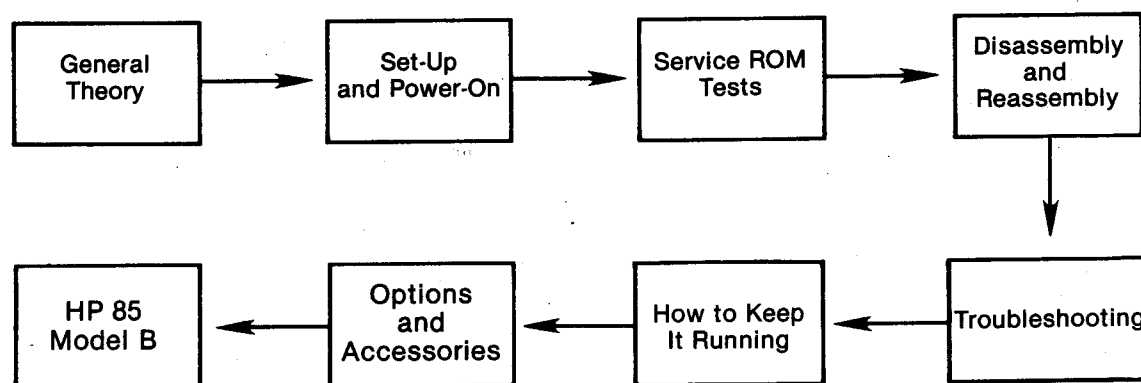 General
Theory
Set-Up
and Power-On
Service ROM
Tests
Disassembly
and
Reassembly
Troubleshooting
How to Keep
It Running
Options
and
Accessories
HP 85
Model B